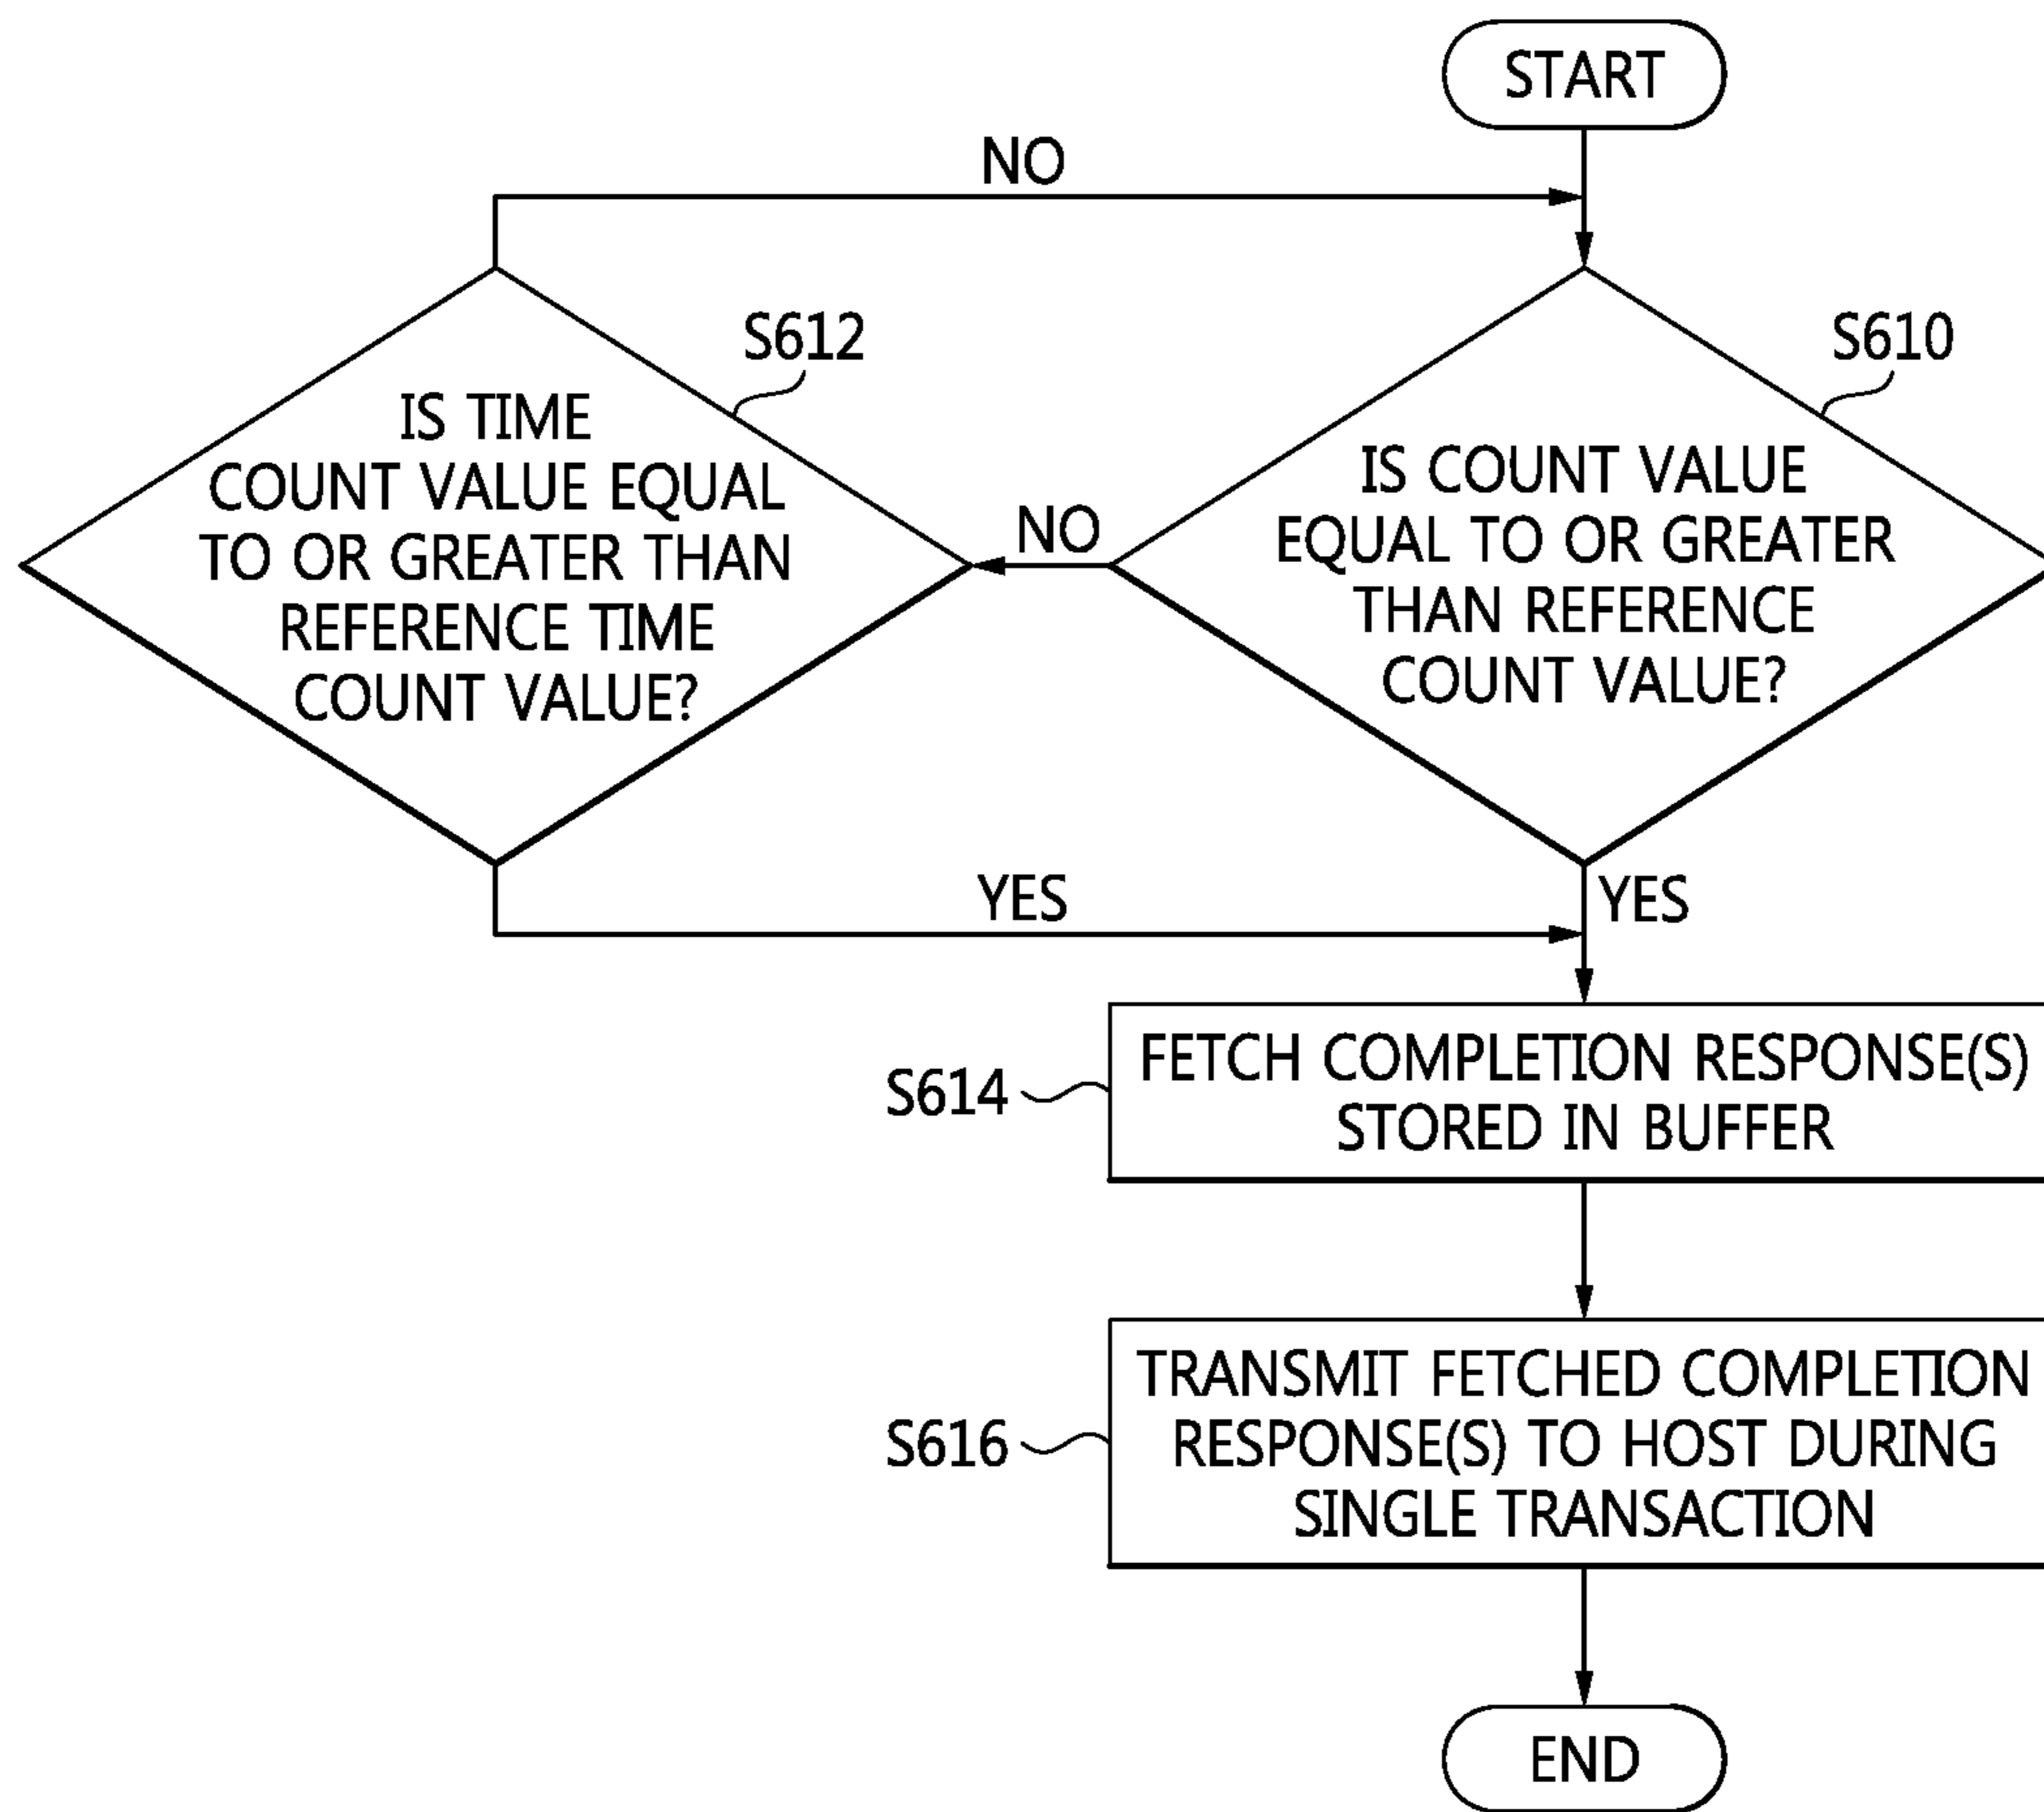 START
NO
S612
S610
IS TIME
COUNT VALUE EQUAL
TO OR GREATER THAN
REFERENCE TIME
COUNT VALUE?
NO
IS COUNT VALUE
EQUAL TO OR GREATER
THAN REFERENCE
COUNT VALUE?
YES
YES
S614
FETCH COMPLETION RESPONSE(S)
STORED IN BUFFER
S616
TRANSMIT FETCHED COMPLETION
RESPONSE(S) TO HOST DURING
SINGLE TRANSACTION
END